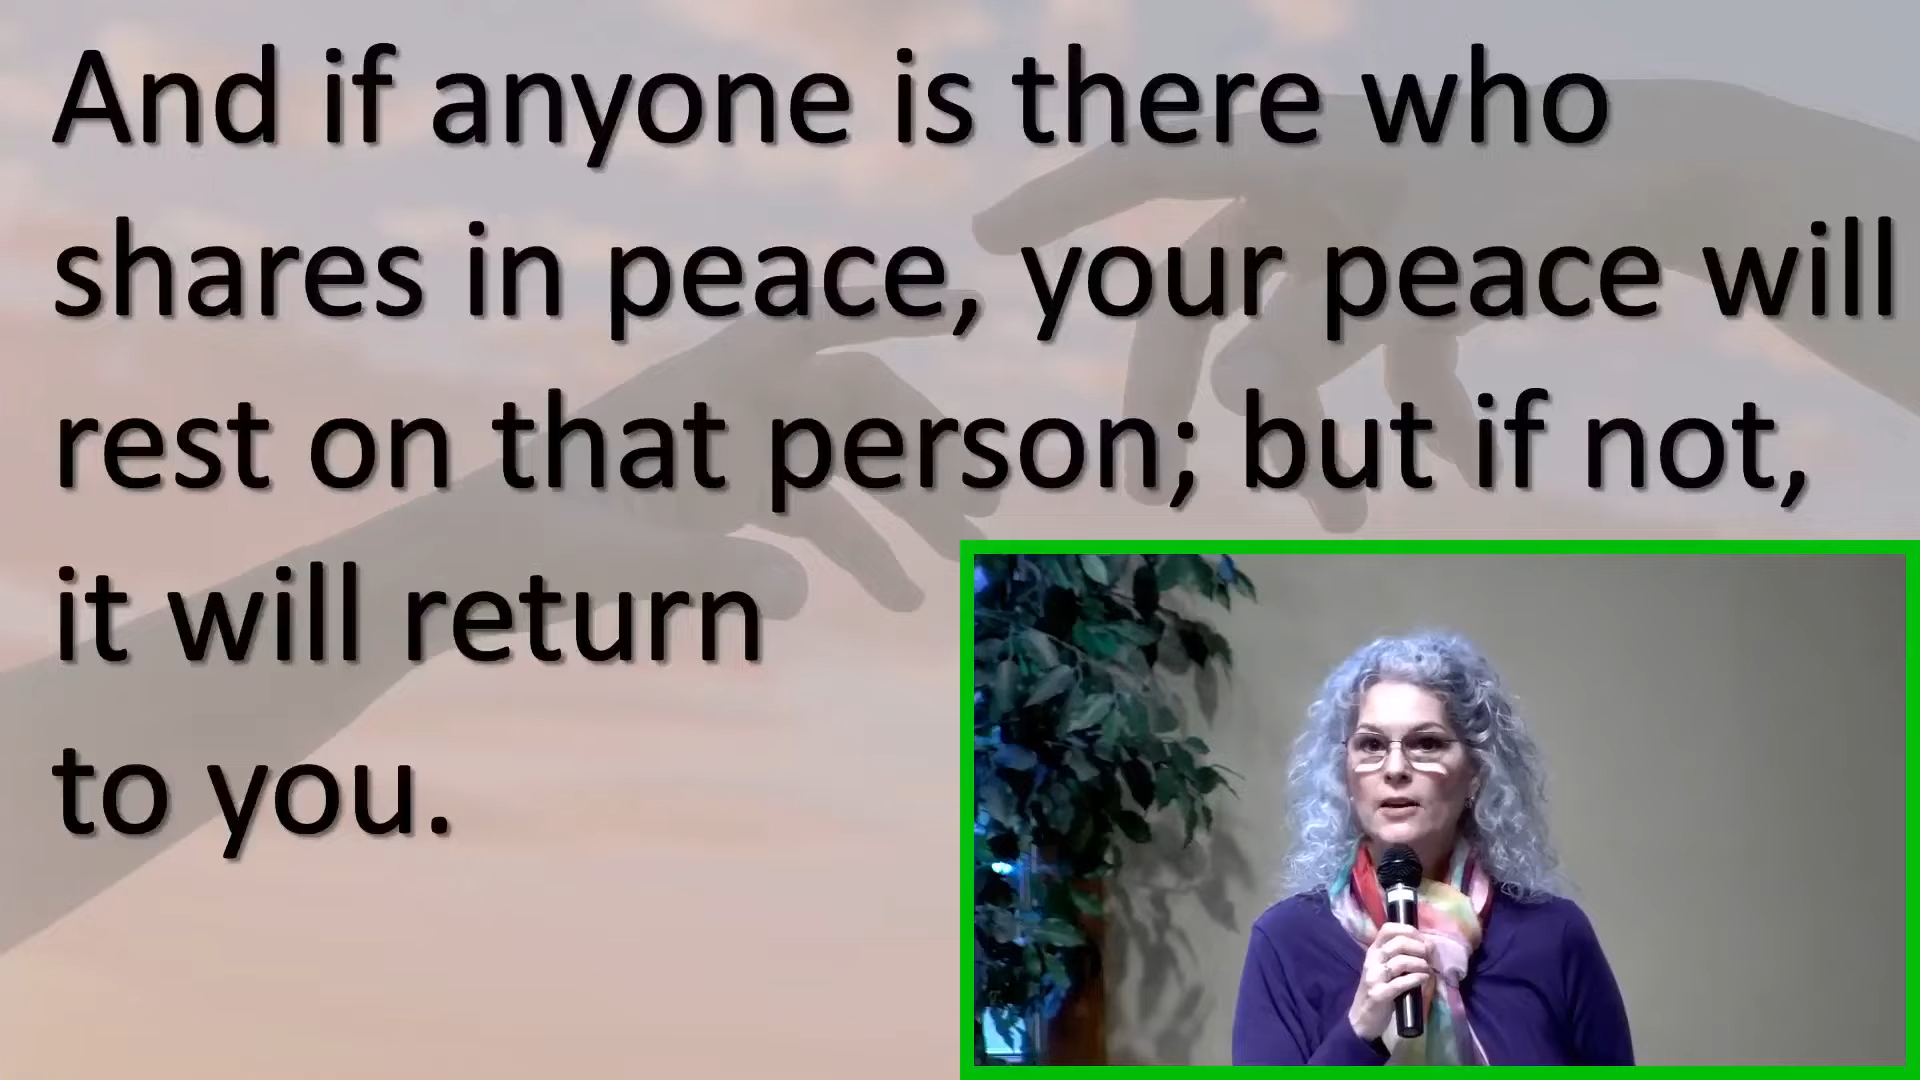 And if anyone is there who
shares in peace, your peace will
rest on that person; but if not,
it will return
to you.